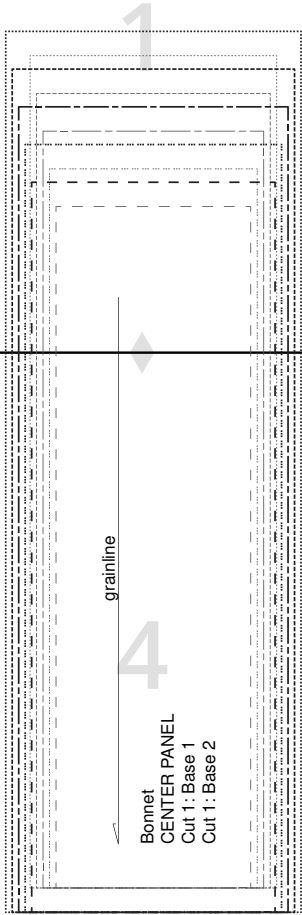 1
grainline
4
Bonnet
CENTER PANEL
Cut 1: Base 1
Cut 1: Base 2